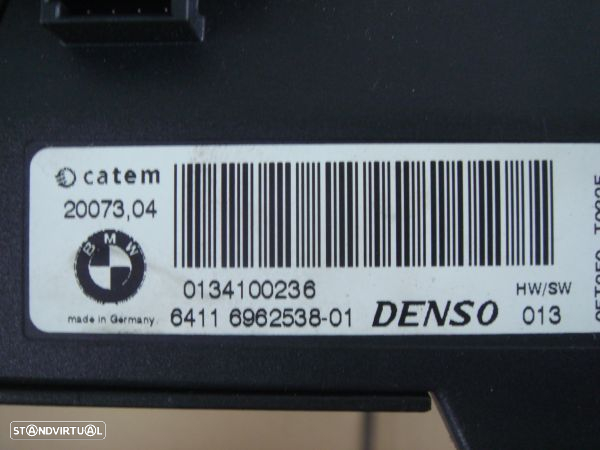 catem
20073,04
BMW
made in Germany.
0134100236
6411 6962538-01
DENSO
HW/SW
013
STANDVIRTUAL